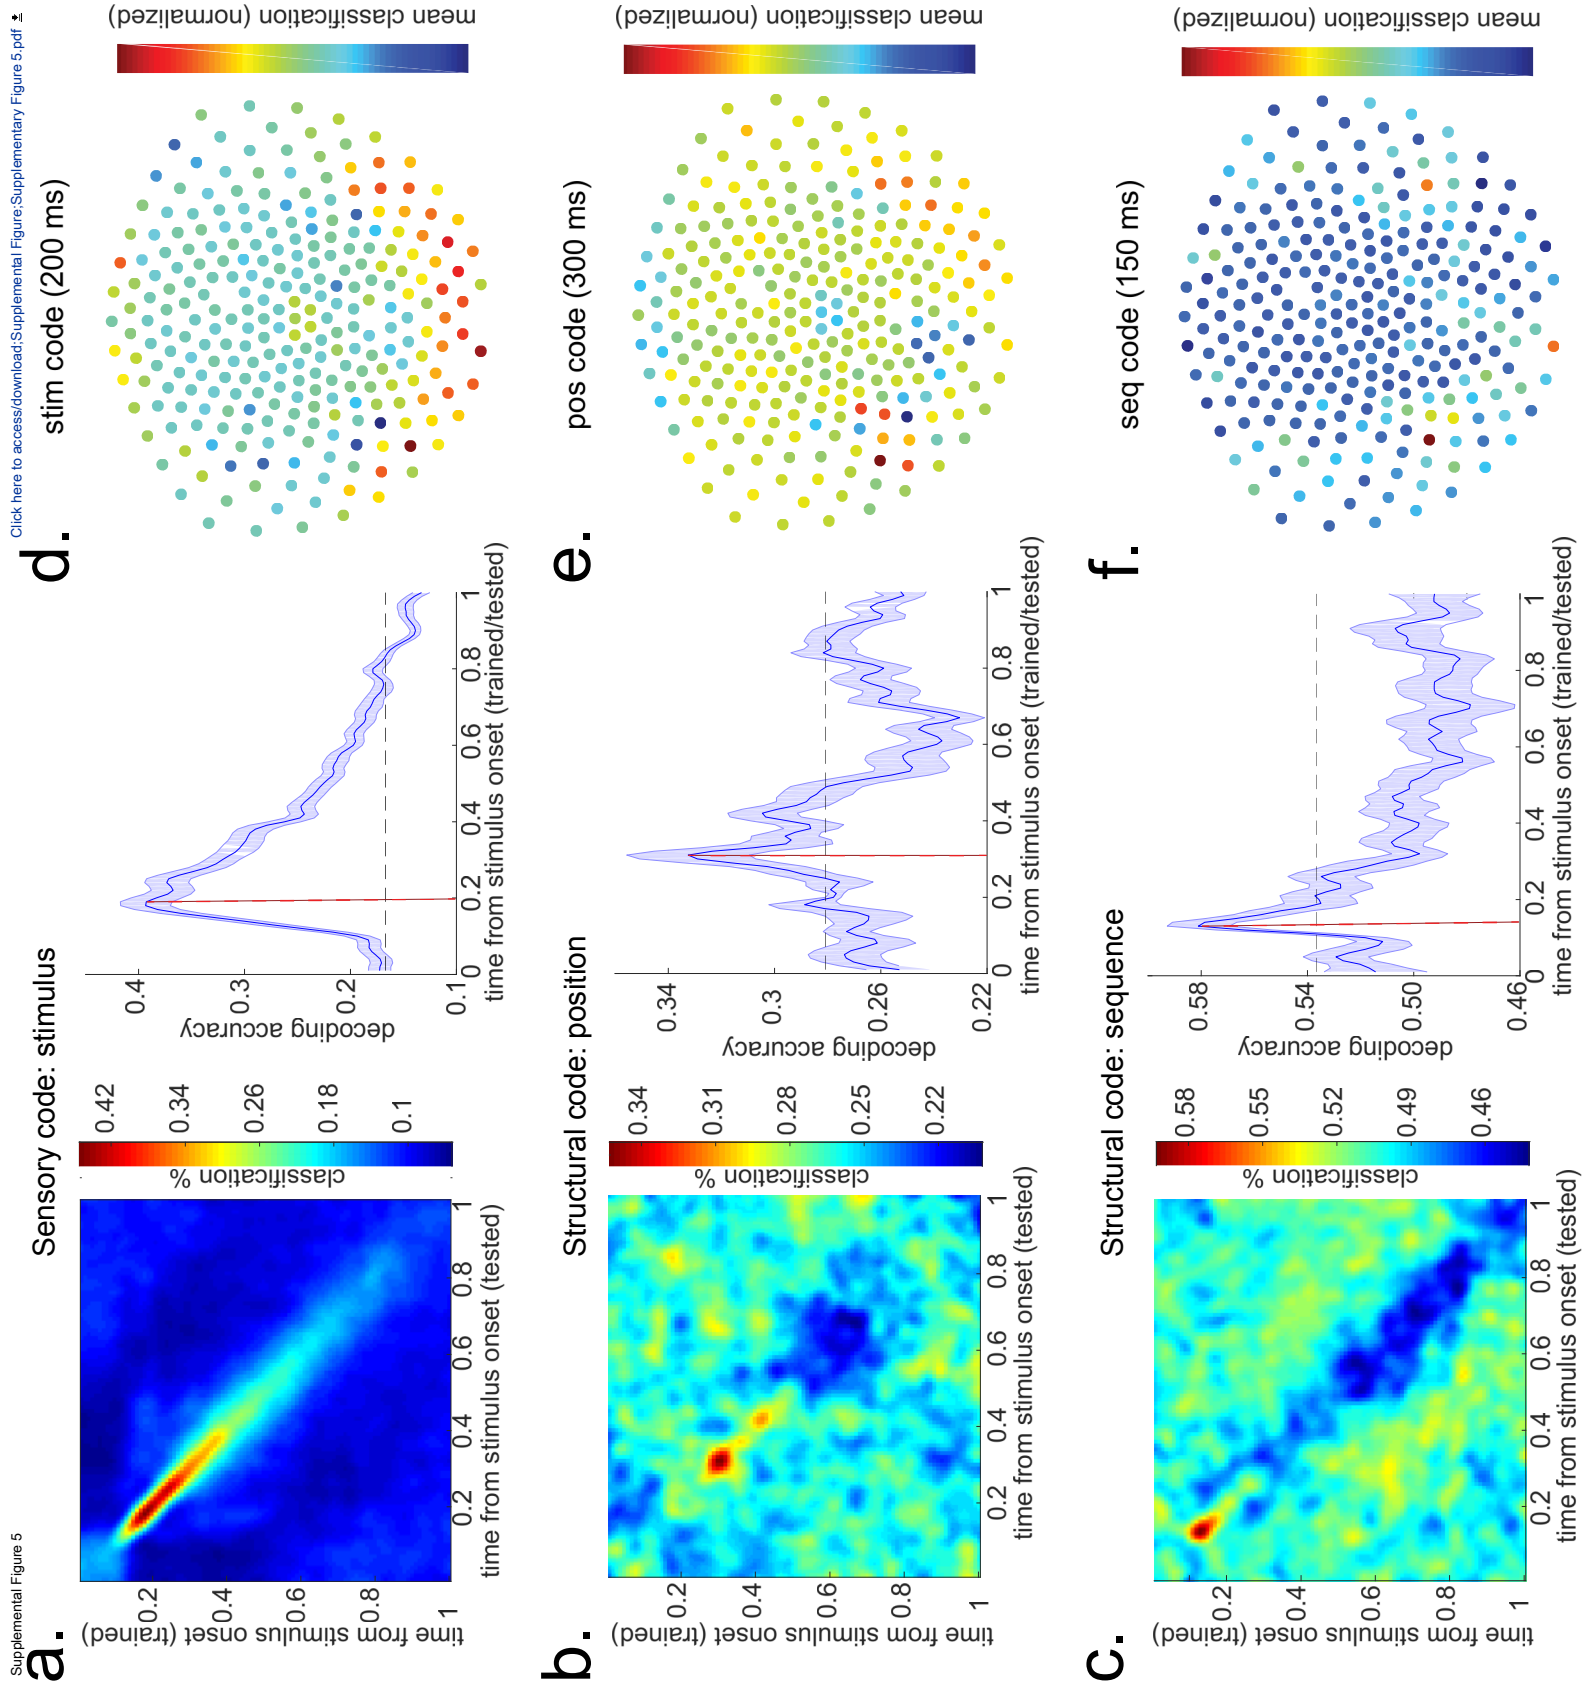 Supplemental Figure 5
Click here to access/download;Supplemental Figure;Supplementary Figure 5.pdf
a.
Sensory code: stimulus
time from stimulus onset (trained)
0.2
0.4
0.6
0.8
1
0.2
0.4
0.6
0.8
1
time from stimulus onset (tested)
classification %
0.42
0.34
0.26
0.18
0.1
decoding accuracy
0.4
0.3
0.2
0.1
0
0.2
0.4
0.6
0.8
1
time from stimulus onset (trained/tested)
d.
stim code (200 ms)
mean classification (normalized)
b.
Structural code: position
time from stimulus onset (trained)
0.2
0.4
0.6
0.8
1
0.2
0.4
0.6
0.8
1
time from stimulus onset (tested)
classification %
0.34
0.31
0.28
0.25
0.22
decoding accuracy
0.34
0.3
0.26
0.22
0
0.2
0.4
0.6
0.8
1
time from stimulus onset (trained/tested)
e.
pos code (300 ms)
mean classification (normalized)
c.
Structural code: sequence
time from stimulus onset (trained)
0.2
0.4
0.6
0.8
1
0.2
0.4
0.6
0.8
1
time from stimulus onset (tested)
classification %
0.58
0.55
0.52
0.49
0.46
decoding accuracy
0.58
0.54
0.50
0.46
0
0.2
0.4
0.6
0.8
1
time from stimulus onset (trained/tested)
f.
seq code (150 ms)
mean classification (normalized)